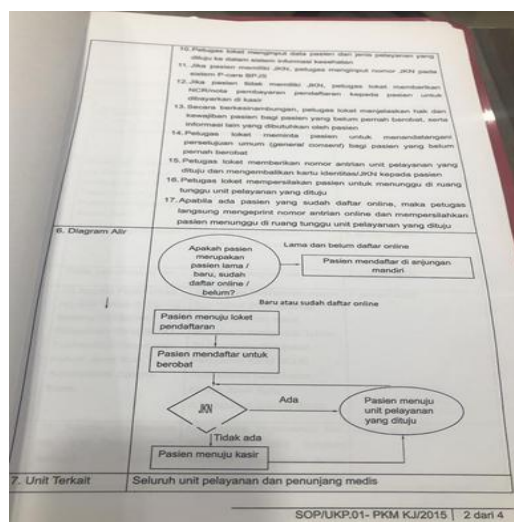 10. Petugas loket menginput data pasien dan jenis pelayanan yang
dituju ke dalam sistem informasi kesehatan
11. Jika pasien memiliki JKN, petugas menginput nomor JKN pada
sistem P-care BPJS
12. Jika pasien tidak memiliki JKN, petugas loket memberikan
NCR/nota pembayaran pendaftaran kepada pasien untuk
dibayarkan di kasir
13. Secara berkesinambungan, petugas loket menjelaskan hak dan
kewajiban pasien bagi pasien yang belum pernah berobat, serta
informasi lain yang dibutuhkan oleh pasien
14. Petugas loket meminta pasien untuk menandatangani
persetujuan umum (general consent) bagi pasien yang belum
pernah berobat
15. Petugas loket memberikan nomor antrian unit pelayanan yang
dituju dan mengembalikan kartu identitas/JKN kepada pasien
16. Petugas loket mempersilakan pasien untuk menunggu di ruang
tunggu unit pelayanan yang dituju
17. Apabila ada pasien yang sudah daftar online, maka petugas
langsung mengeprint nomor antrian online dan mempersilahkan
pasien menunggu di ruang tunggu unit pelayanan yang dituju
6. Diagram Alir
Apakah pasien
merupakan
pasien lama /
baru, sudah
daftar online /
belum?
Lama dan belum daftar online
Pasien mendaftar di anjungan
mandiri
Baru atau sudah daftar online
Pasien menuju loket
pendaftaran
Pasien mendaftar untuk
berobat
JKN
Ada
Pasien menuju
unit pelayanan
yang dituju
Tidak ada
Pasien menuju kasir
7. Unit Terkait
Seluruh unit pelayanan dan penunjang medis
SOP/UKP.01- PKM KJ/2015 | 2 dari 4